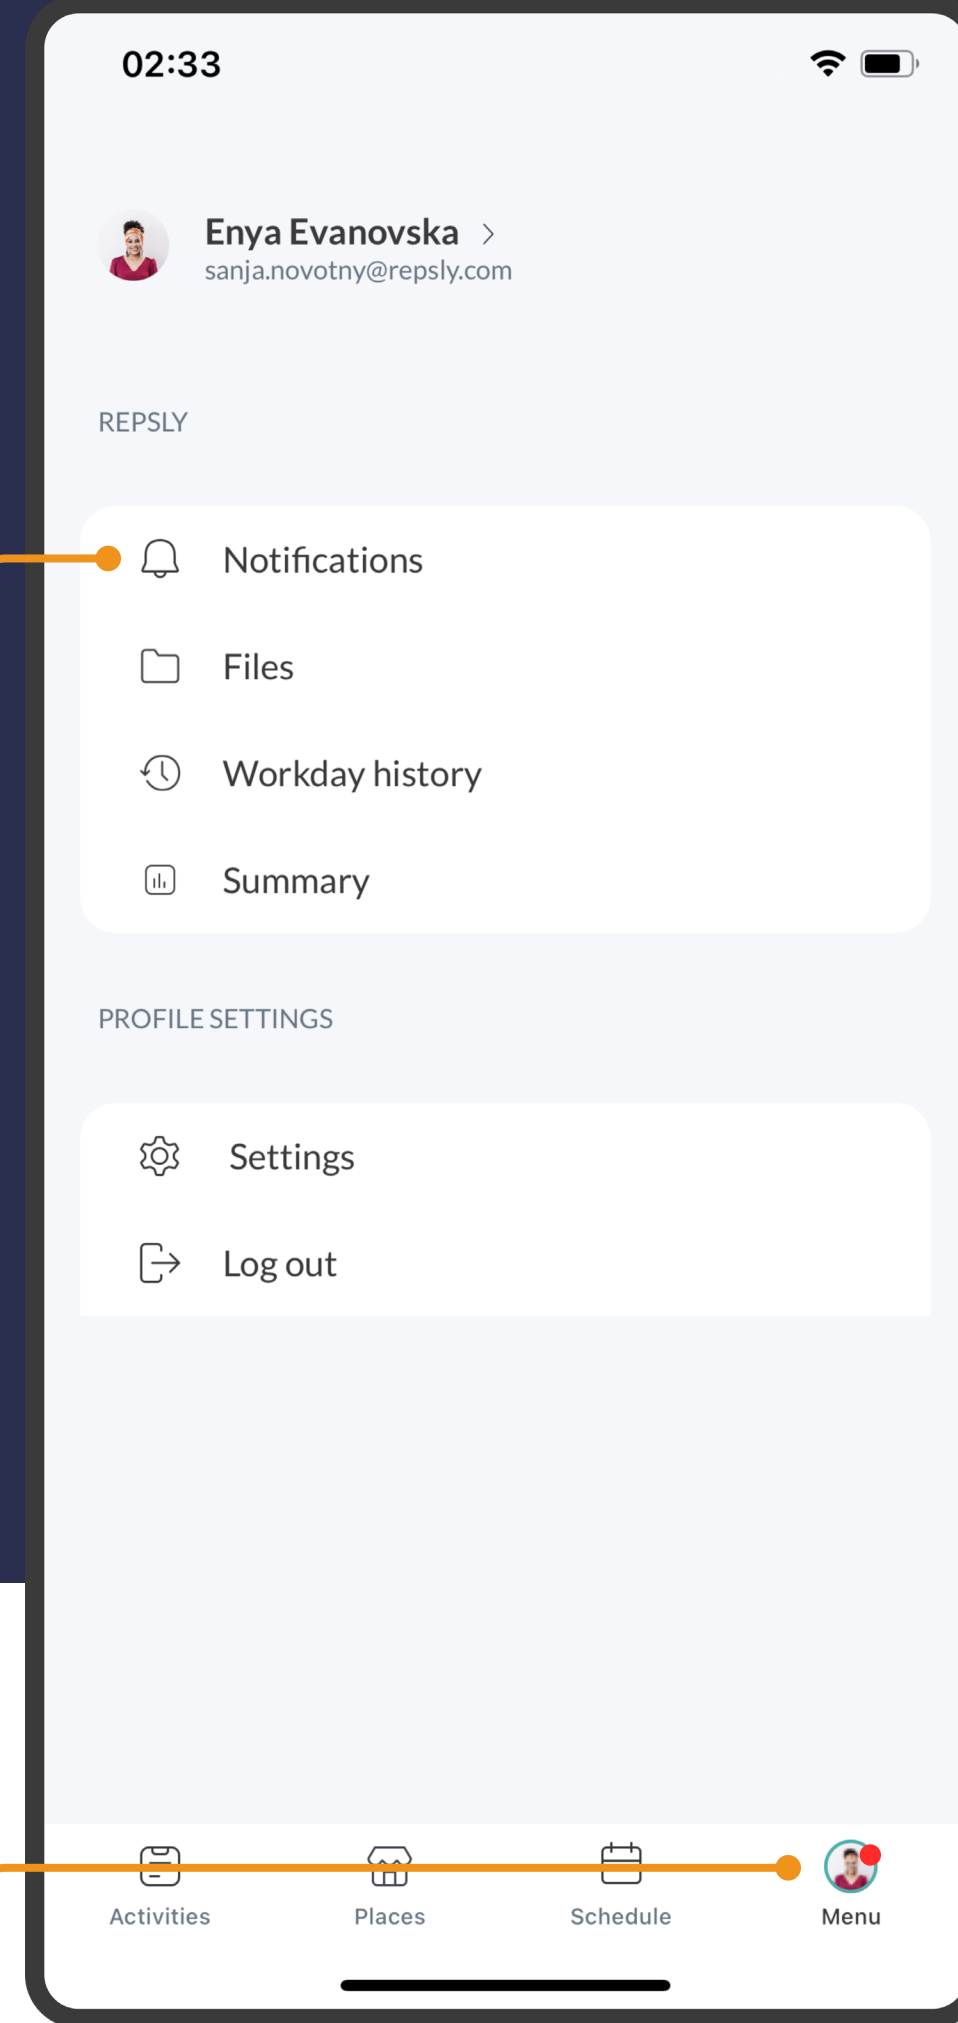 02:33
Enya Evanovska
sanja.novotny@repsly.com
REPSLY
Notifications
Files
Workday history
Summary
PROFILE SETTINGS
Settings
Log out
Activities
Places
Schedule
Menu